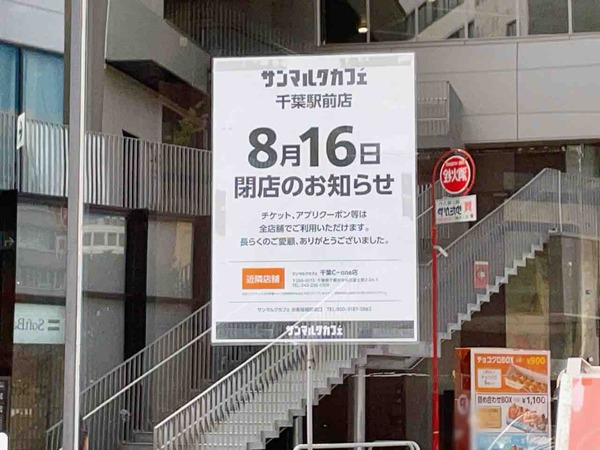 サンマルクカフェ
千葉駅前店
8月16日
閉店のお知らせ
チケット、アプリクーポン等は
全店舗でご利用いただけます。
長らくのご愛顧、ありがとうございました。
近隣店舗
サンマルクカフェ 千葉C-one店
サンマルクカフェ
SoftBa
チョコクロBOX
¥900
詰め合わせBOX
¥1,100